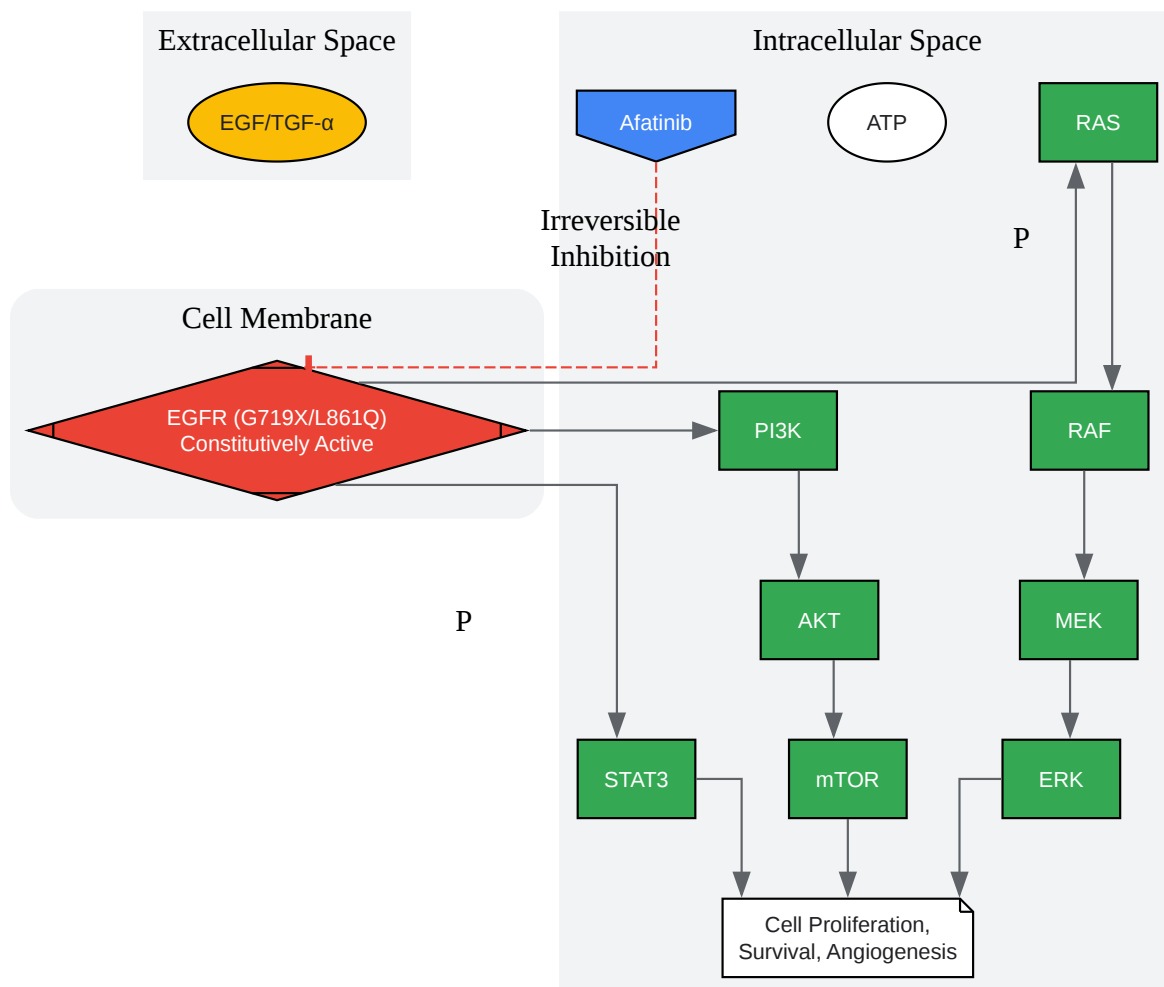 Extracellular Space
Intracellular Space
EGF/TGF-α
Afatinib
ATP
RAS
Irreversible
Inhibition
P
Cell Membrane
EGFR (G719X/L861Q)
Constitutively Active
PI3K
RAF
P
AKT
MEK
STAT3
mTOR
ERK
Cell Proliferation,
Survival, Angiogenesis